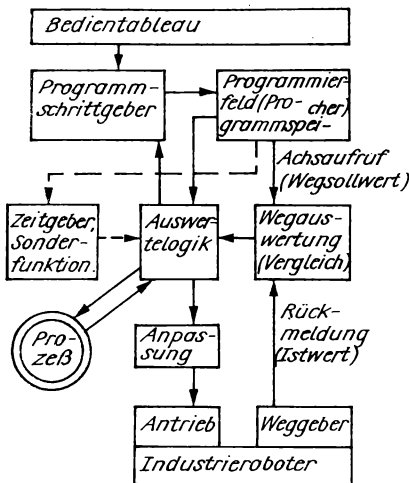 Bedientableau
Programm-
schrittgeber
Programmier-
feld(Pro-
cher)
grammspei-
Achsaufruf
(Wegsollwert)
Zeitgeber,
Sonder-
funktion.
Auswer-
telogik
Wegaus-
wertung
(Vergleich)
Pro-
zeß
Anpas-
sung
Rück-
meldung
(Istwert)
Antrieb
Weggeber
Industrieroboter